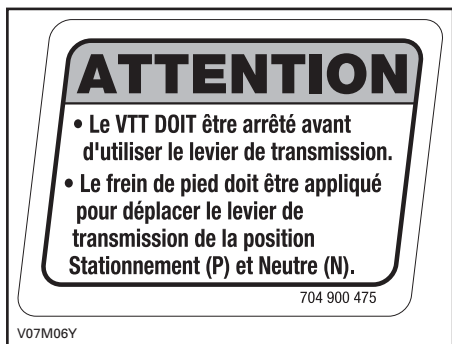 ATTENTION
• Le VTT DOIT être arrêté avant
d'utiliser le levier de transmission.
• Le frein de pied doit être appliqué
pour déplacer le levier de
transmission de la position
Stationnement (P) et Neutre (N).
704 900 475
V07M06Y